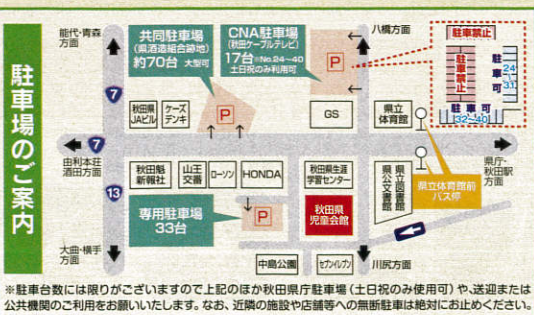 駐車場のご案内
能代・青森
方面
共同駐車場
(県酒造組合跡地)
約70台 大型可
CNA駐車場
(秋田ケーブルテレビ)
17台※No.24~40
土日祝のみ利用可
八橋方面
駐車禁止
駐車禁止
駐車可
24
31
駐車可
32~40
P
P
7
秋田県
JAビル
ケーズ
デンキ
GS
県立
体育館
7
由利本荘
酒田方面
県庁・
秋田駅
方面
13
秋田魁
新報社
山王
交番
ローソン
HONDA
秋田県生涯
学習センター
県立図書館
県公文書館
県立体育館前
バス停
専用駐車場
33台
P
秋田県
児童会館
大曲・横手
方面
中島公園
セブンイレブン
川尻方面
※駐車台数には限りがございますので上記のほか秋田県庁駐車場(土日祝のみ使用可)や、送迎または
公共機関のご利用をお願いいたします。なお、近隣の施設や店舗等への無断駐車は絶対にお止めください。